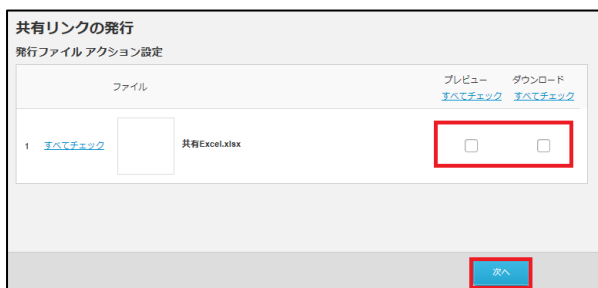 共有リンクの発行
発行ファイル アクション設定
ファイル プレビュー ダウンロード
すべてチェック すべてチェック
1 すべてチェック 共有Excel.xlsx
次へ